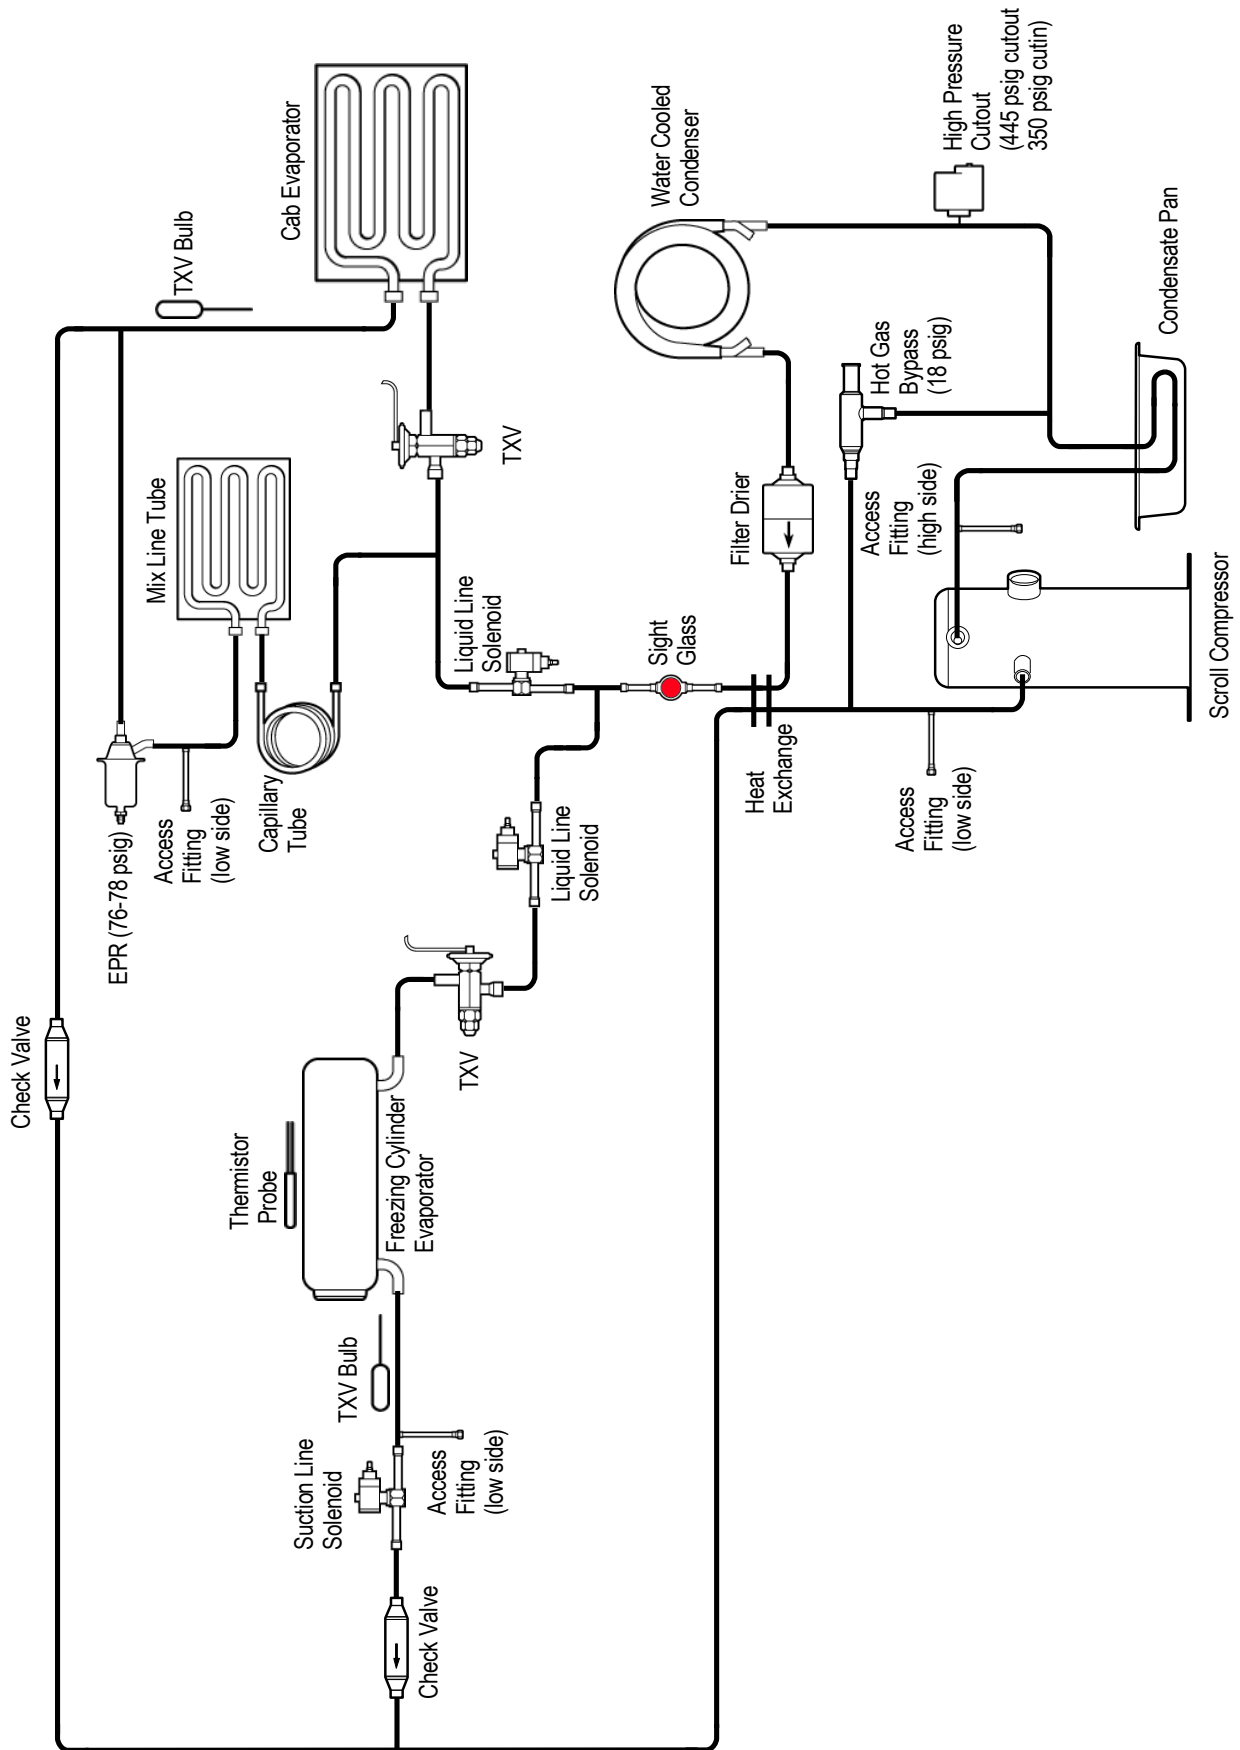 Check Valve
Check Valve
Suction Line
Solenoid
TXV Bulb
Access
Fitting
(low side)
Thermistor
Probe
Freezing Cylinder
Evaporator
TXV
Liquid Line
Solenoid
EPR (76-78 psig)
Access
Fitting
(low side)
Capillary
Tube
Mix Line Tube
TXV Bulb
Cab Evaporator
TXV
Liquid Line
Solenoid
Sight
Glass
Heat
Exchange
Filter Drier
Water Cooled
Condenser
Access
Fitting
(low side)
Access
Fitting
(high side)
Hot Gas
Bypass
(18 psig)
High Pressure
Cutout
(445 psig cutout
350 psig cutin)
Condensate Pan
Scroll Compressor